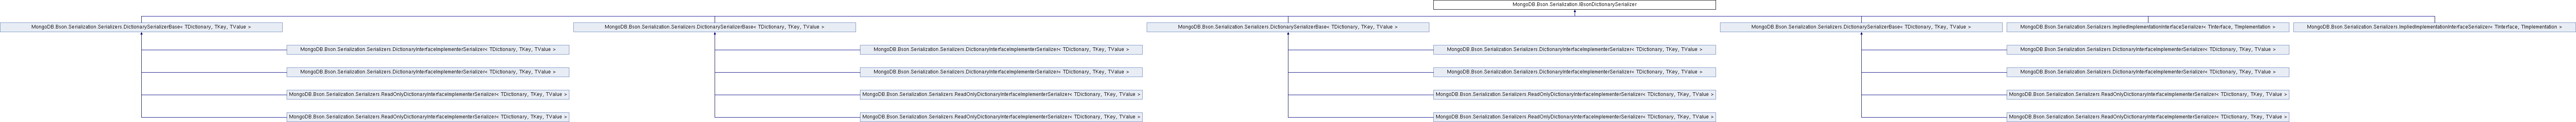 MongoDB.Bson.Serialization.IBsonDictionarySerializer
MongoDB.Bson.Serialization.Serializers.DictionarySerializerBase< TDictionary, TKey, TValue >
MongoDB.Bson.Serialization.Serializers.DictionarySerializerBase< TDictionary, TKey, TValue >
MongoDB.Bson.Serialization.Serializers.DictionarySerializerBase< TDictionary, TKey, TValue >
MongoDB.Bson.Serialization.Serializers.DictionarySerializerBase< TDictionary, TKey, TValue >
MongoDB.Bson.Serialization.Serializers.ImpliedImplementationInterfaceSerializer< TInterface, TImplementation >
MongoDB.Bson.Serialization.Serializers.ImpliedImplementationInterfaceSerializer< TInterface, TImplementation >
MongoDB.Bson.Serialization.Serializers.DictionaryInterfaceImplementerSerializer< TDictionary, TKey, TValue >
MongoDB.Bson.Serialization.Serializers.DictionaryInterfaceImplementerSerializer< TDictionary, TKey, TValue >
MongoDB.Bson.Serialization.Serializers.DictionaryInterfaceImplementerSerializer< TDictionary, TKey, TValue >
MongoDB.Bson.Serialization.Serializers.DictionaryInterfaceImplementerSerializer< TDictionary, TKey, TValue >
MongoDB.Bson.Serialization.Serializers.DictionaryInterfaceImplementerSerializer< TDictionary, TKey, TValue >
MongoDB.Bson.Serialization.Serializers.DictionaryInterfaceImplementerSerializer< TDictionary, TKey, TValue >
MongoDB.Bson.Serialization.Serializers.DictionaryInterfaceImplementerSerializer< TDictionary, TKey, TValue >
MongoDB.Bson.Serialization.Serializers.DictionaryInterfaceImplementerSerializer< TDictionary, TKey, TValue >
MongoDB.Bson.Serialization.Serializers.ReadOnlyDictionaryInterfaceImplementerSerializer< TDictionary, TKey, TValue >
MongoDB.Bson.Serialization.Serializers.ReadOnlyDictionaryInterfaceImplementerSerializer< TDictionary, TKey, TValue >
MongoDB.Bson.Serialization.Serializers.ReadOnlyDictionaryInterfaceImplementerSerializer< TDictionary, TKey, TValue >
MongoDB.Bson.Serialization.Serializers.ReadOnlyDictionaryInterfaceImplementerSerializer< TDictionary, TKey, TValue >
MongoDB.Bson.Serialization.Serializers.ReadOnlyDictionaryInterfaceImplementerSerializer< TDictionary, TKey, TValue >
MongoDB.Bson.Serialization.Serializers.ReadOnlyDictionaryInterfaceImplementerSerializer< TDictionary, TKey, TValue >
MongoDB.Bson.Serialization.Serializers.ReadOnlyDictionaryInterfaceImplementerSerializer< TDictionary, TKey, TValue >
MongoDB.Bson.Serialization.Serializers.ReadOnlyDictionaryInterfaceImplementerSerializer< TDictionary, TKey, TValue >